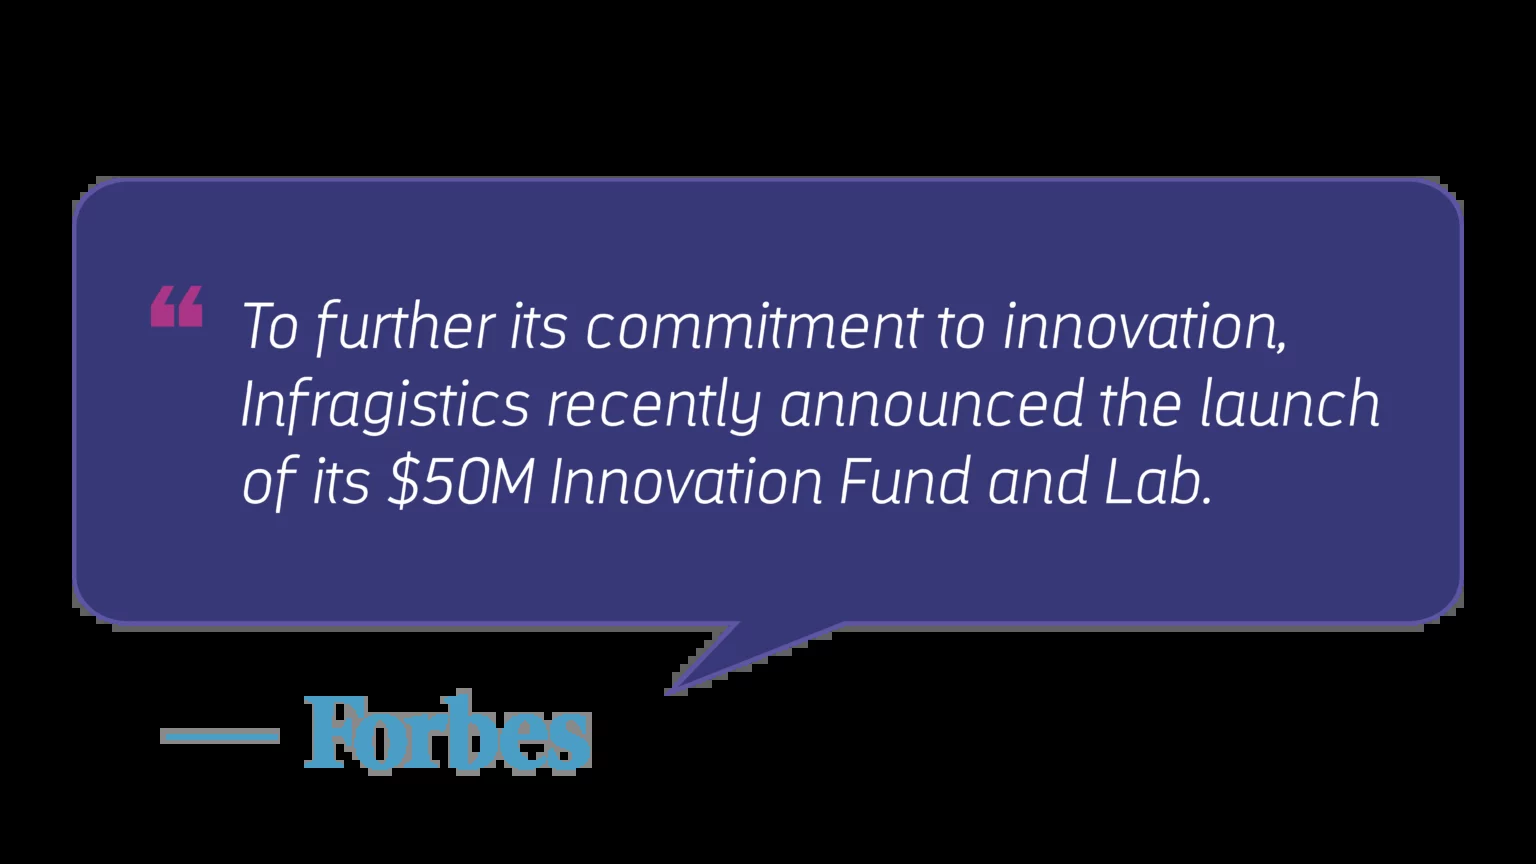 “ To further its commitment to innovation,
Infragistics recently announced the launch
of its $50M Innovation Fund and Lab.
— Forbes